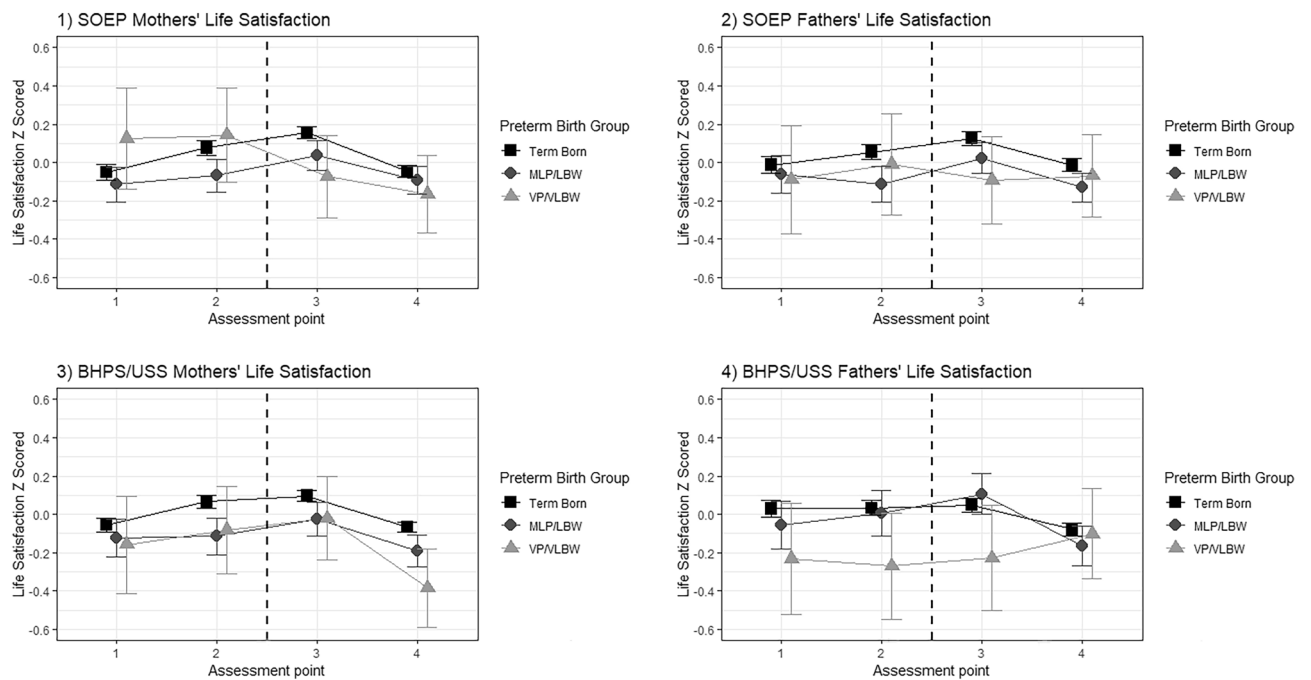 1) SOEP Mothers' Life Satisfaction
Life Satisfaction Z Scored
0.6
0.4
0.2
0.0
-0.2
-0.4
-0.6
1 2 3 4
Assessment point
Preterm Birth Group
Term Born
MLP/LBW
VP/VLBW
2) SOEP Fathers' Life Satisfaction
Life Satisfaction Z Scored
0.6
0.4
0.2
0.0
-0.2
-0.4
-0.6
1 2 3 4
Assessment point
Preterm Birth Group
Term Born
MLP/LBW
VP/VLBW
3) BHPS/USS Mothers' Life Satisfaction
Life Satisfaction Z Scored
0.6
0.4
0.2
0.0
-0.2
-0.4
-0.6
1 2 3 4
Assessment point
Preterm Birth Group
Term Born
MLP/LBW
VP/VLBW
4) BHPS/USS Fathers' Life Satisfaction
Life Satisfaction Z Scored
0.6
0.4
0.2
0.0
-0.2
-0.4
-0.6
1 2 3 4
Assessment point
Preterm Birth Group
Term Born
MLP/LBW
VP/VLBW